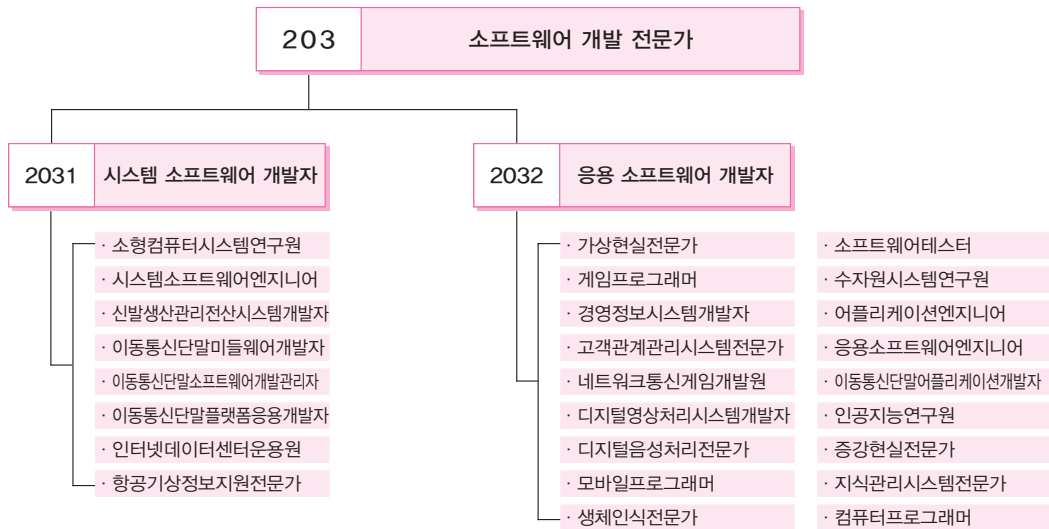 203 소프트웨어 개발 전문가
2031 시스템 소프트웨어 개발자
· 소형컴퓨터시스템연구원
· 시스템소프트웨어엔지니어
· 신발생산관리전산시스템개발자
· 이동통신단말미들웨어개발자
· 이동통신단말소프트웨어개발관리자
· 이동통신단말플랫폼응용개발자
· 인터넷데이터센터운용원
· 항공기상정보지원전문가
2032 응용 소프트웨어 개발자
· 가상현실전문가
· 게임프로그래머
· 경영정보시스템개발자
· 고객관계관리시스템전문가
· 네트워크통신게임개발원
· 디지털영상처리시스템개발자
· 디지털음성처리전문가
· 모바일프로그래머
· 생체인식전문가
· 소프트웨어테스터
· 수자원시스템연구원
· 어플리케이션엔지니어
· 응용소프트웨어엔지니어
· 이동통신단말어플리케이션개발자
· 인공지능연구원
· 증강현실전문가
· 지식관리시스템전문가
· 컴퓨터프로그래머